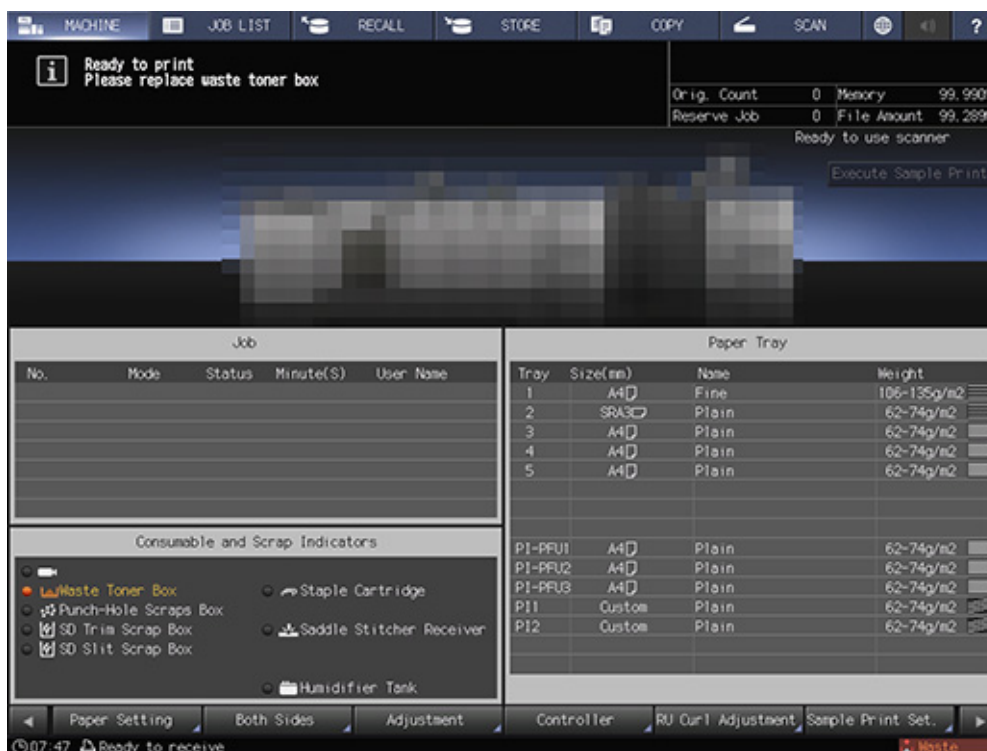 MACHINE JOB LIST RECALL STORE COPY SCAN ?
Ready to print
Please replace waste toner box
Orig. Count 0 Memory 99.990
Reserve Job 0 File Amount 99.289
Ready to use scanner
Execute Sample Print
Job
No. Mode Status Minute(S) User Name
Paper Tray
Tray Size(mm) Name Weight
1 A4 Fine 106-135g/m2
2 SRA3 Plain 62-74g/m2
3 A4 Plain 62-74g/m2
4 A4 Plain 62-74g/m2
5 A4 Plain 62-74g/m2
PI-PFU1 A4 Plain 62-74g/m2
PI-PFU2 A4 Plain 62-74g/m2
PI-PFU3 A4 Plain 62-74g/m2
PI1 Custom Plain 62-74g/m2
PI2 Custom Plain 62-74g/m2
Consumable and Scrap Indicators
Waste Toner Box
Staple Cartridge
Punch-Hole Scraps Box
SD Trim Scrap Box
Saddle Stitcher Receiver
SD Slit Scrap Box
Humidifier Tank
Paper Setting Both Sides Adjustment Controller RU Curl Adjustment Sample Print Set.
07:47 Ready to receive
Waste